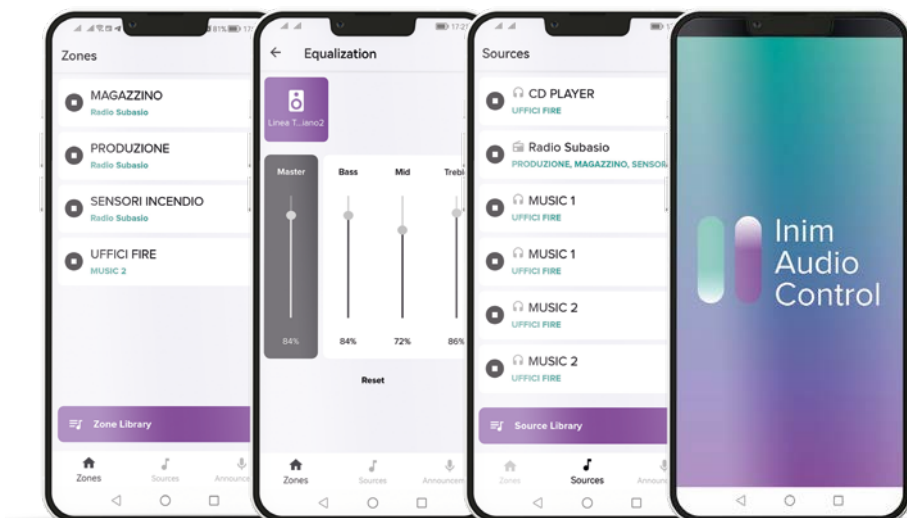 81%
Zones
MAGAZZINO
Radio Subasio
PRODUZIONE
Radio Subasio
SENSORI INCENDIO
Radio Subasio
UFFICI FIRE
MUSIC 2
Zone Library
Zones
Sources
Equalization
Linea T...iano2
Master
Bass
Mid
84%
84%
72%
86%
Reset
Zones
Sources
Sources
CD PLAYER
UFFICI FIRE
Radio Subasio
PRODUZIONE, MAGAZZINO,
MUSIC 1
UFFICI FIRE
MUSIC 1
UFFICI FIRE
MUSIC 2
UFFICI FIRE
MUSIC 2
UFFICI FIRE
Source Library
Zones
Sources
Inim
Audio
Control